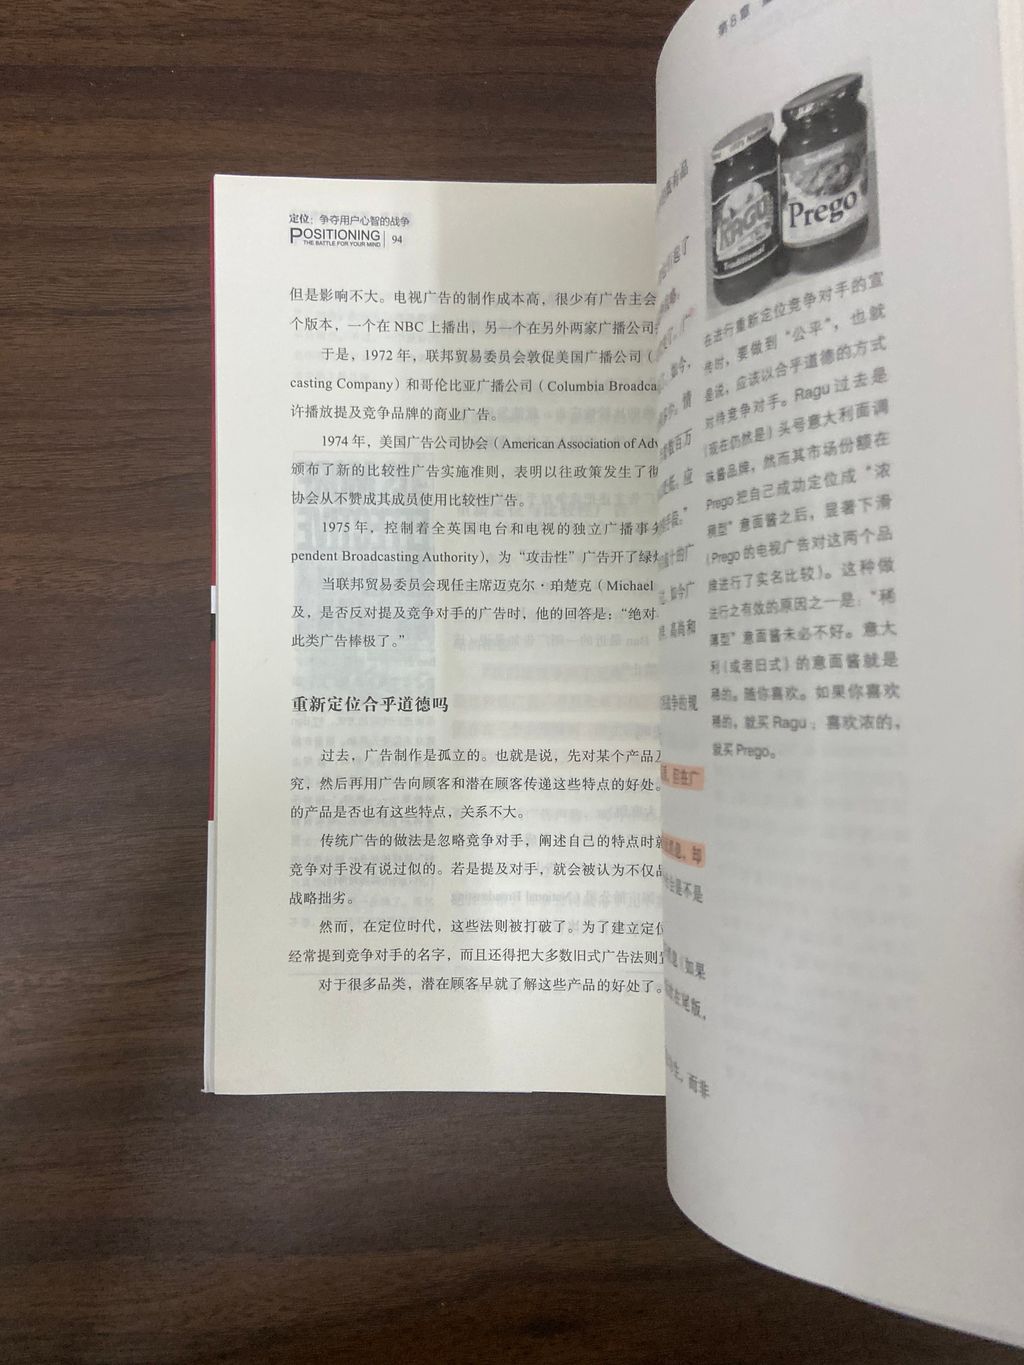 定位：争夺用户心智的战争
POSITIONING
THE BATTLE FOR YOUR MIND
94
但是影响不大。电视广告的制作成本高，很少有广告主会
个版本，一个在 NBC 上播出，另一个在另外两家广播公司
于是，1972 年，联邦贸易委员会敦促美国广播公司（
casting Company）和哥伦比亚广播公司（Columbia Broadca
许播放提及竞争品牌的商业广告。
1974 年，美国广告公司协会（American Association of Adv
颁布了新的比较性广告实施准则，表明以往政策发生了彻
协会从不赞成其成员使用比较性广告。
1975 年，控制着全英国电台和电视的独立广播事务
pendent Broadcasting Authority)，为“攻击性”广告开了绿
当联邦贸易委员会现任主席迈克尔·珀楚克（Michael
及，是否反对提及竞争对手的广告时，他的回答是：“绝对
此类广告棒极了。”
重新定位合乎道德吗
过去，广告制作是孤立的。也就是说，先对某个产品及
究，然后再用广告向顾客和潜在顾客传递这些特点的好处。
的产品是否也有这些特点，关系不大。
传统广告的做法是忽略竞争对手，阐述自己的特点时就
竞争对手没有说过似的。若是提及对手，就会被认为不仅品
战略拙劣。
然而，在定位时代，这些法则被打破了。为了建立定位
经常提到竞争对手的名字，而且还得把大多数旧式广告法则
对于很多品类，潜在顾客早就了解这些产品的好处了。
第8章
RAGU
Traditional
Prego
在进行重新定位竞争对手的宣
传时，要做到“公平”，也就
是说，应该以合乎道德的方式
对待竞争对手。Ragu 过去是
（现在仍然是）头号意大利面调
味酱品牌，然而其市场份额在
Prego 把自己成功定位成“浓
稠型”意面酱之后，显著下滑
(Prego 的电视广告对这两个品
牌进行了实名比较）。这种做
法行之有效的原因之一是：“稀
薄型”意面酱未必不好。意大
利（或者旧式）的意面酱就是
稀的。随你喜欢。如果你喜欢
稀的，就买 Ragu；喜欢浓的，
就买 Prego。